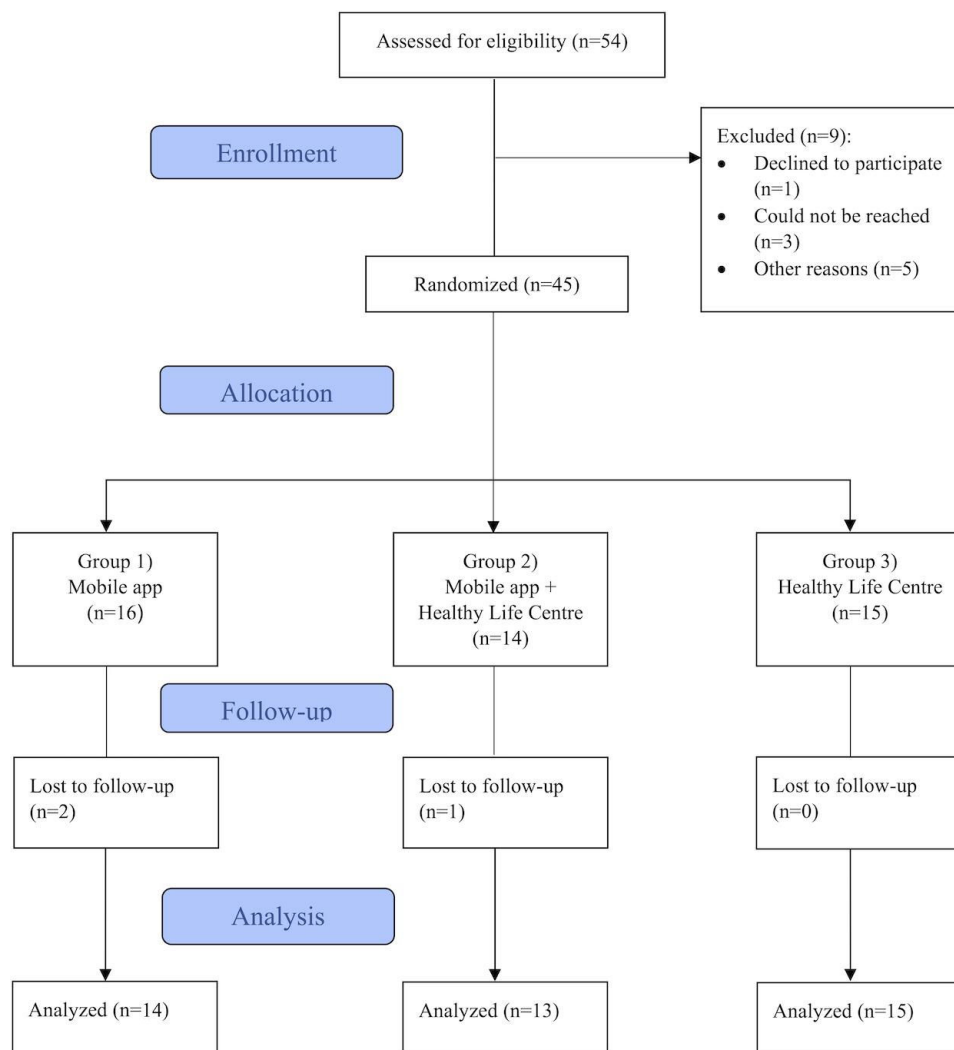 Assessed for eligibility (n=54)
Enrollment
Excluded (n=9):
• Declined to participate
(n=1)
• Could not be reached
(n=3)
• Other reasons (n=5)
Randomized (n=45)
Allocation
Group 1)
Mobile app
(n=16)
Group 2)
Mobile app +
Healthy Life Centre
(n=14)
Group 3)
Healthy Life Centre
(n=15)
Follow-up
Lost to follow-up
(n=2)
Lost to follow-up
(n=1)
Lost to follow-up
(n=0)
Analysis
Analyzed (n=14)
Analyzed (n=13)
Analyzed (n=15)